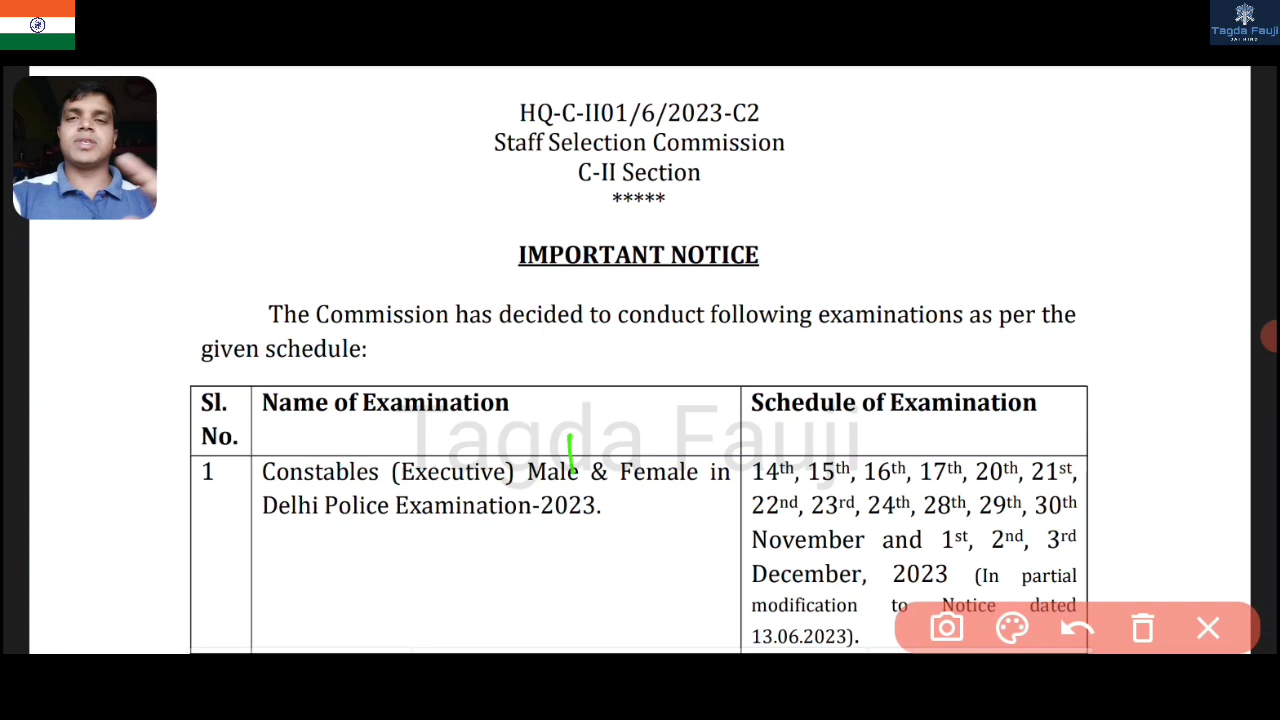 Tagda Fauji
HQ-C-II01/6/2023-C2
Staff Selection Commission
C-II Section
*****
IMPORTANT NOTICE
The Commission has decided to conduct following examinations as per the
given schedule:
Sl. No.
Name of Examination
Schedule of Examination
Tagda Fauji
1
Constables (Executive) Male & Female in
Delhi Police Examination-2023.
14th, 15th, 16th, 17th, 20th, 21st,
22nd, 23rd, 24th, 28th, 29th, 30th
November and 1st, 2nd, 3rd
December, 2023 (In partial
modification to Notice dated
13.06.2023).